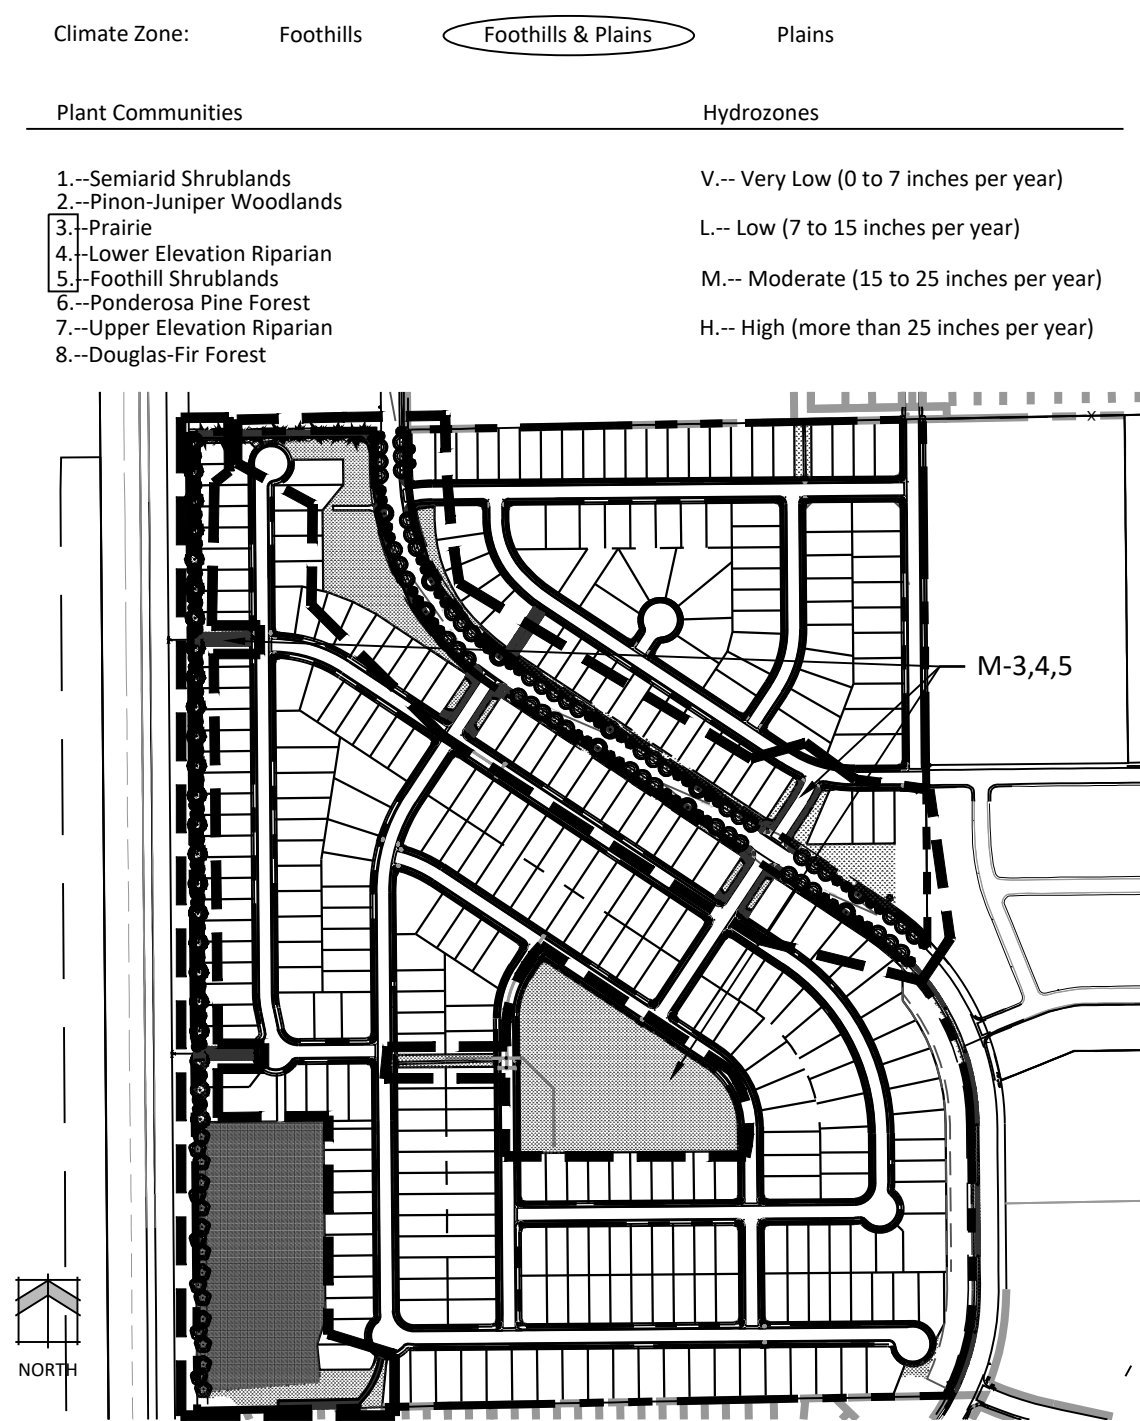 Climate Zone: Foothills Foothills & Plains Plains
Plant Communities Hydrozones
1.--Semiarid Shrublands V.-- Very Low (0 to 7 inches per year)
2.--Pinon-Juniper Woodlands
3.--Prairie L.-- Low (7 to 15 inches per year)
4.--Lower Elevation Riparian
5.--Foothill Shrublands M.-- Moderate (15 to 25 inches per year)
6.--Ponderosa Pine Forest
7.--Upper Elevation Riparian H.-- High (more than 25 inches per year)
8.--Douglas-Fir Forest
X
M-3,4,5
NORTH